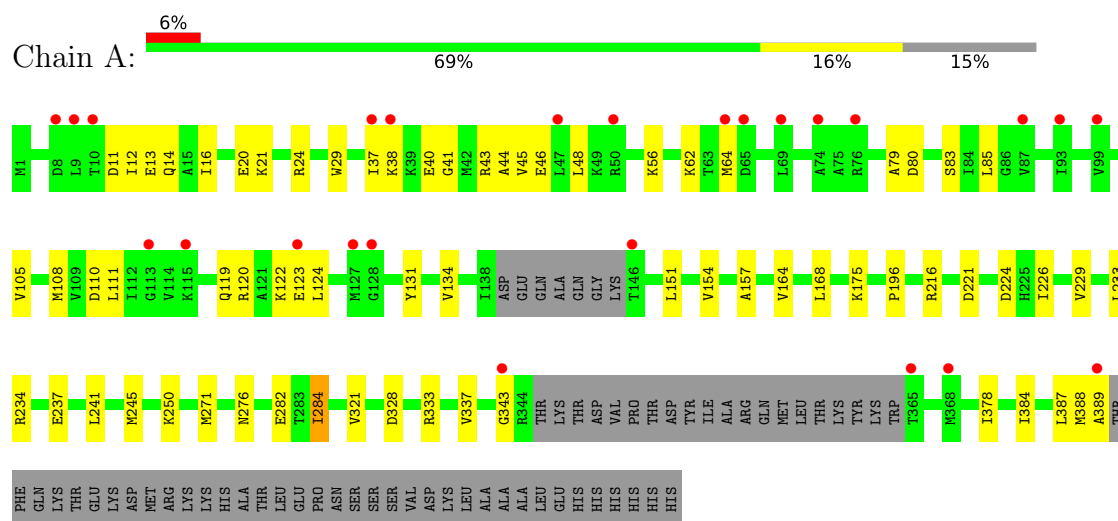 6%
Chain A:
69% 16% 15%
M1 D8 L9 T10 D11 I12 E13 Q14 A15 I16 E20 K21 R24 W29 I37 K38 K39 E40 G41 M42 R43 A44 V45 E46 L47 L48 K49 R50 K56 K62 T63 M64 D65 L69 A74 A75 R76 A79 D80 S83 I84 L85 G86 V87 I93 V99
V105 M108 V109 D110 L111 I112 G113 V114 K115 Q119 R120 A121 K122 E123 L124 M127 G128 Y131 V134 I138 ASP GLU GLN ALA GLN GLY LYS T146 L151 V154 A157 V164 L168 K175 P196 R216 D221 D224 H225 I226 V229 L233
R234 E237 L241 M245 K250 M271 N276 E282 T283 I284 V321 D328 R333 V337 G343 R344 THR LYS THR ASP VAL PRO THR ASP TYR ILE ALA ARG GLN MET LEU THR LYS TYR LYS TRP T365 M368 I378 I384 L387 M388 A389 THR
PHE GLN LYS THR GLU LYS ASP MET ARG LYS LYS HIS ALA THR LEU GLU PRO ASN SER SER SER VAL ASP LYS LEU ALA ALA ALA LEU GLU HIS HIS HIS HIS HIS HIS